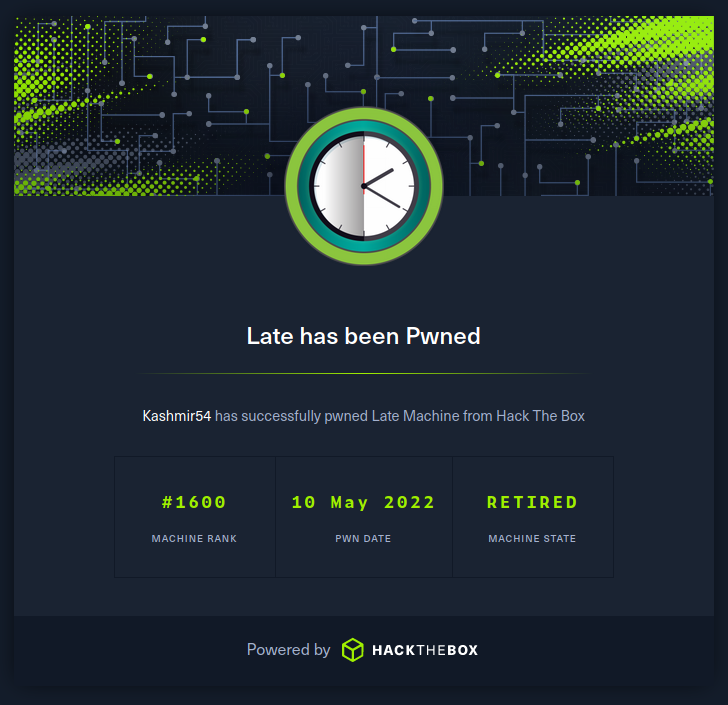 Late has been Pwned
Kashmir54 has successfully pwned Late Machine from Hack The Box
#1600 10 May 2022 RETIRED
MACHINE RANK PWN DATE MACHINE STATE
Powered by HACKTHEBOX